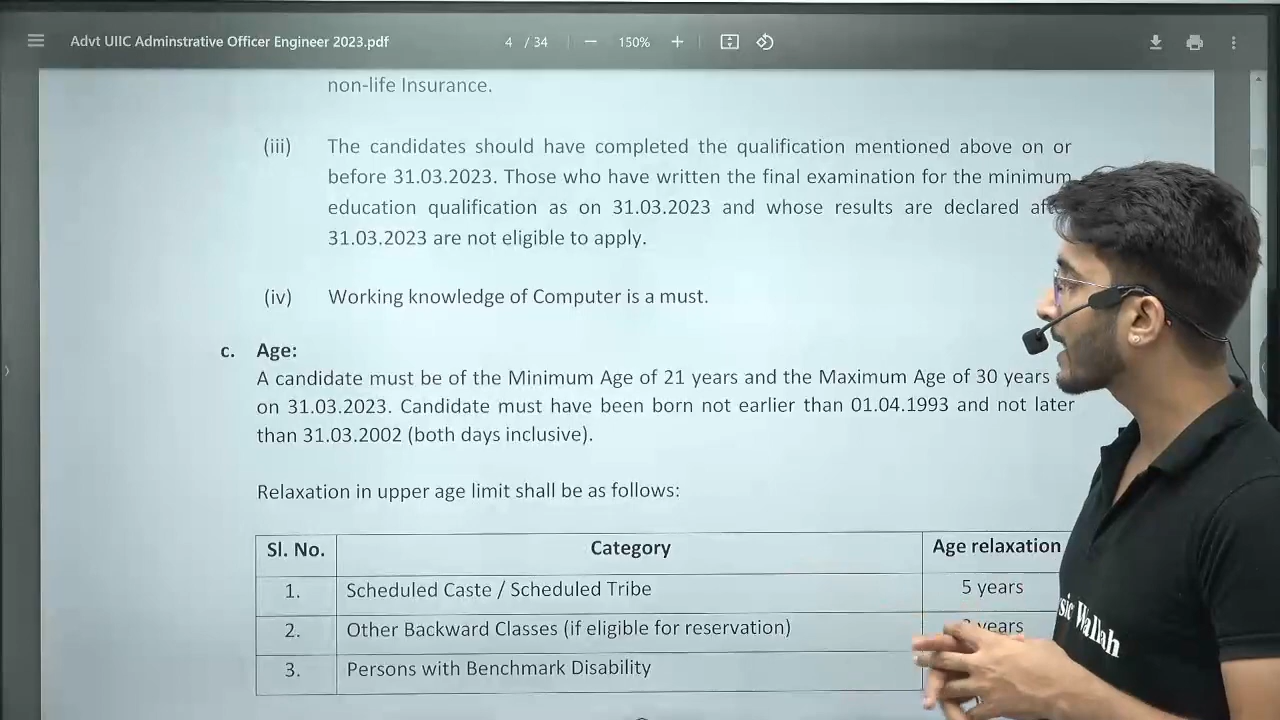 Advt UIIC Adminstrative Officer Engineer 2023.pdf 4 / 34 150%
non-life Insurance.
(iii) The candidates should have completed the qualification mentioned above on or
before 31.03.2023. Those who have written the final examination for the minimum
education qualification as on 31.03.2023 and whose results are declared
31.03.2023 are not eligible to apply.
(iv) Working knowledge of Computer is a must.
c. Age:
A candidate must be of the Minimum Age of 21 years and the Maximum Age of 30 years
on 31.03.2023. Candidate must have been born not earlier than 01.04.1993 and not later
than 31.03.2002 (both days inclusive).
Relaxation in upper age limit shall be as follows:
Sl. No. Category Age relaxation
1. Scheduled Caste / Scheduled Tribe 5 years
2. Other Backward Classes (if eligible for reservation) years
3. Persons with Benchmark Disability
Wallah